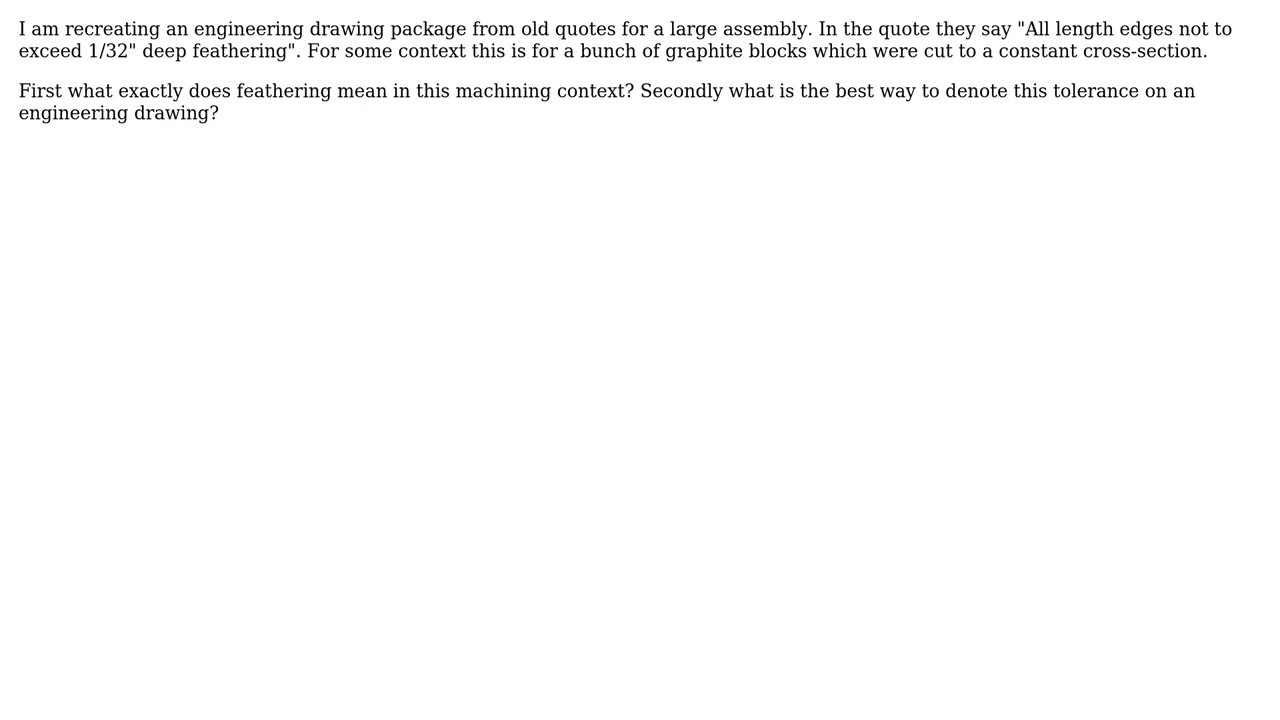 I am recreating an engineering drawing package from old quotes for a large assembly. In the quote they say "All length edges not to
exceed 1/32" deep feathering". For some context this is for a bunch of graphite blocks which were cut to a constant cross-section.
First what exactly does feathering mean in this machining context? Secondly what is the best way to denote this tolerance on an
engineering drawing?